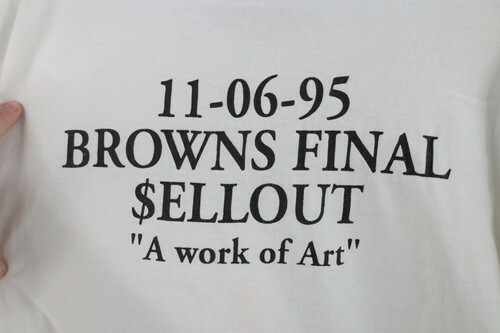 11-06-95
BROWNS FINAL
$ELLOUT
"A work of Art"